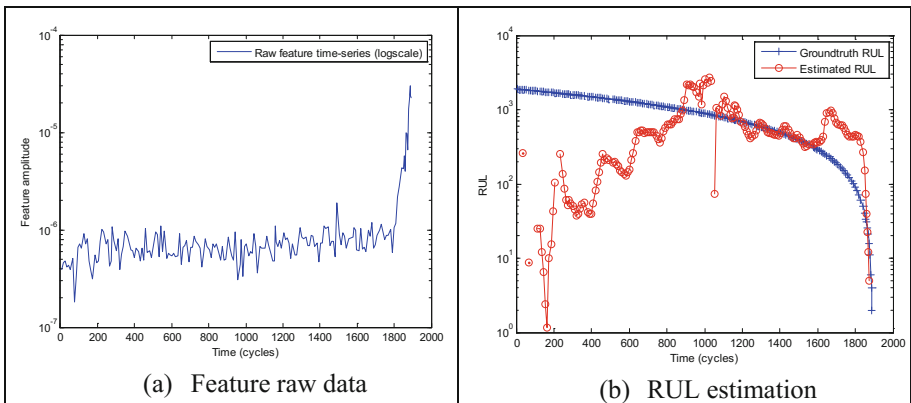 10^-4
10^-5
10^-6
10^-7
Feature amplitude
Raw feature time-series (logscale)
0 200 400 600 800 1000 1200 1400 1600 1800 2000
Time (cycles)
(a) Feature raw data
10^4
10^3
10^2
10^1
10^0
RUL
Groundtruth RUL
Estimated RUL
0 200 400 600 800 1000 1200 1400 1600 1800 2000
Time (cycles)
(b) RUL estimation